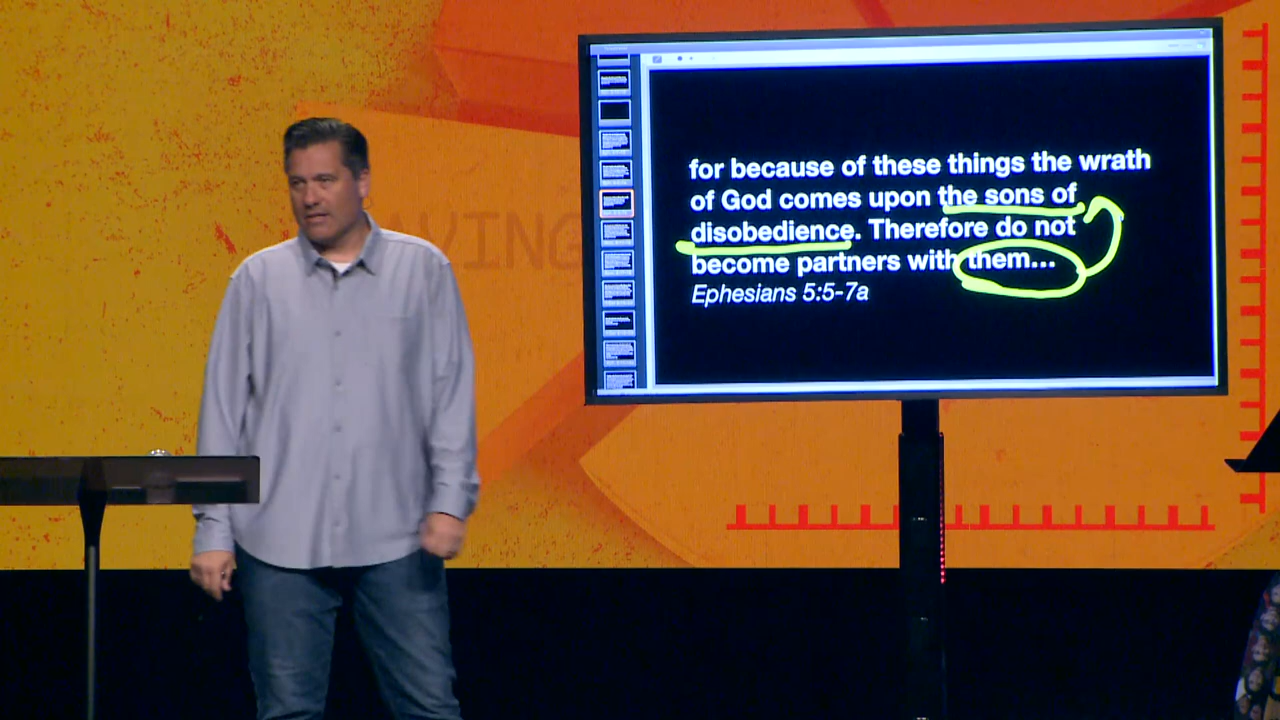 for because of these things the wrath
of God comes upon the sons of
disobedience. Therefore do not
become partners with them...
Ephesians 5:5-7a